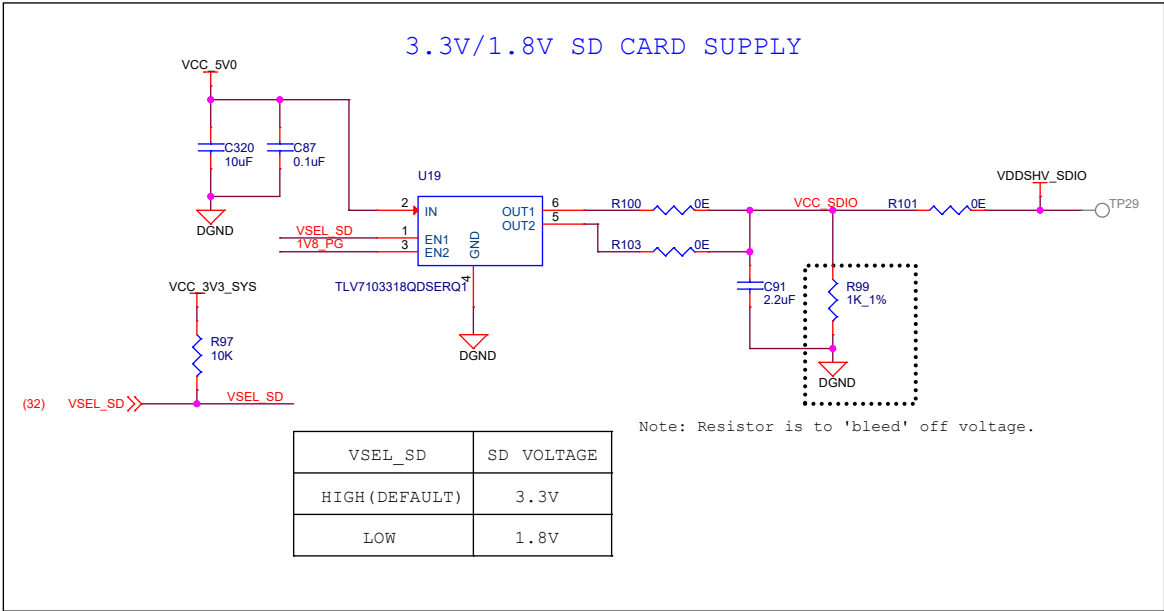 3.3V/1.8V SD CARD SUPPLY
VCC_5V0
C320
10uF
C87
0.1uF
U19
2
IN
VSEL_SD
1
EN1
1V8_PG
3
EN2
GND
4
OUT1
6
OUT2
5
TLV7103318QDSERQ1
DGND
DGND
R100
0E
R103
0E
VCC_SDIO
R101
0E
VDDSHV_SDIO
TP29
C91
2.2uF
R99
1K_1%
DGND
Note: Resistor is to 'bleed' off voltage.
VCC_3V3_SYS
R97
10K
(32)
VSEL_SD
VSEL_SD
VSEL_SD SD VOLTAGE
HIGH(DEFAULT) 3.3V
LOW 1.8V